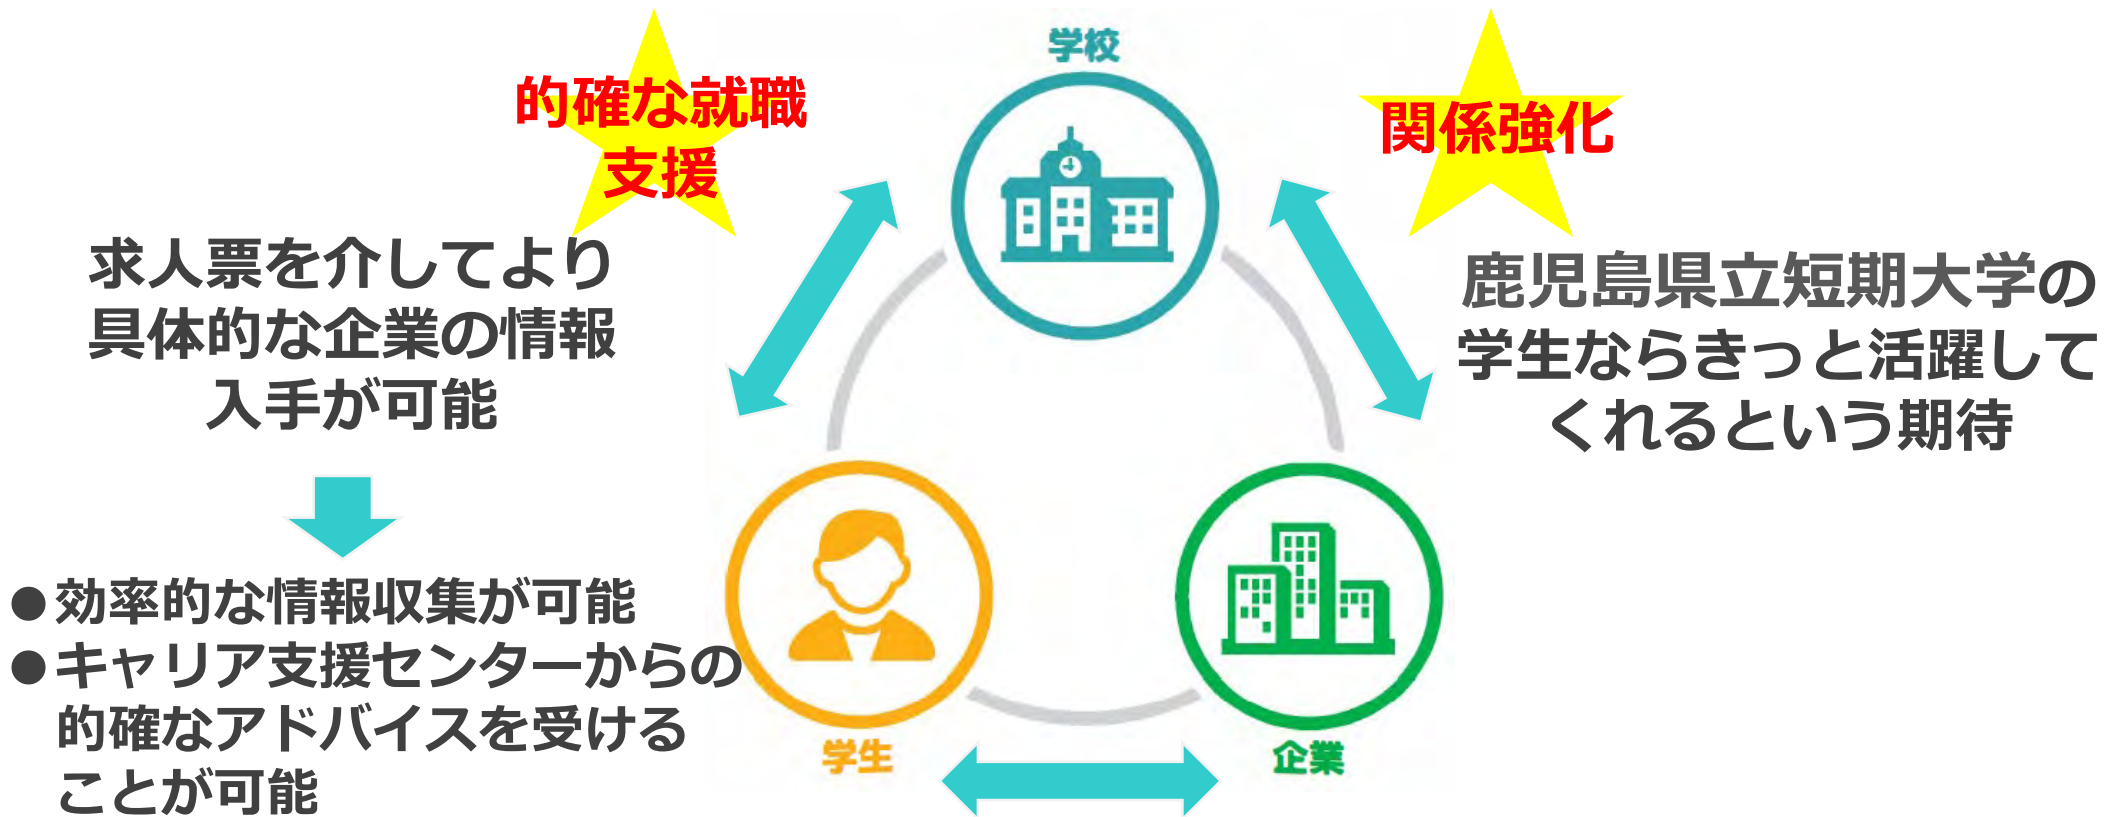 学校
的確な就職
支援
関係強化
求人票を介してより
具体的な企業の情報
入手が可能
鹿児島県立短期大学の
学生ならきっと活躍して
くれるという期待
●効率的な情報収集が可能
●キャリア支援センターからの
的確なアドバイスを受ける
ことが可能
学生
企業